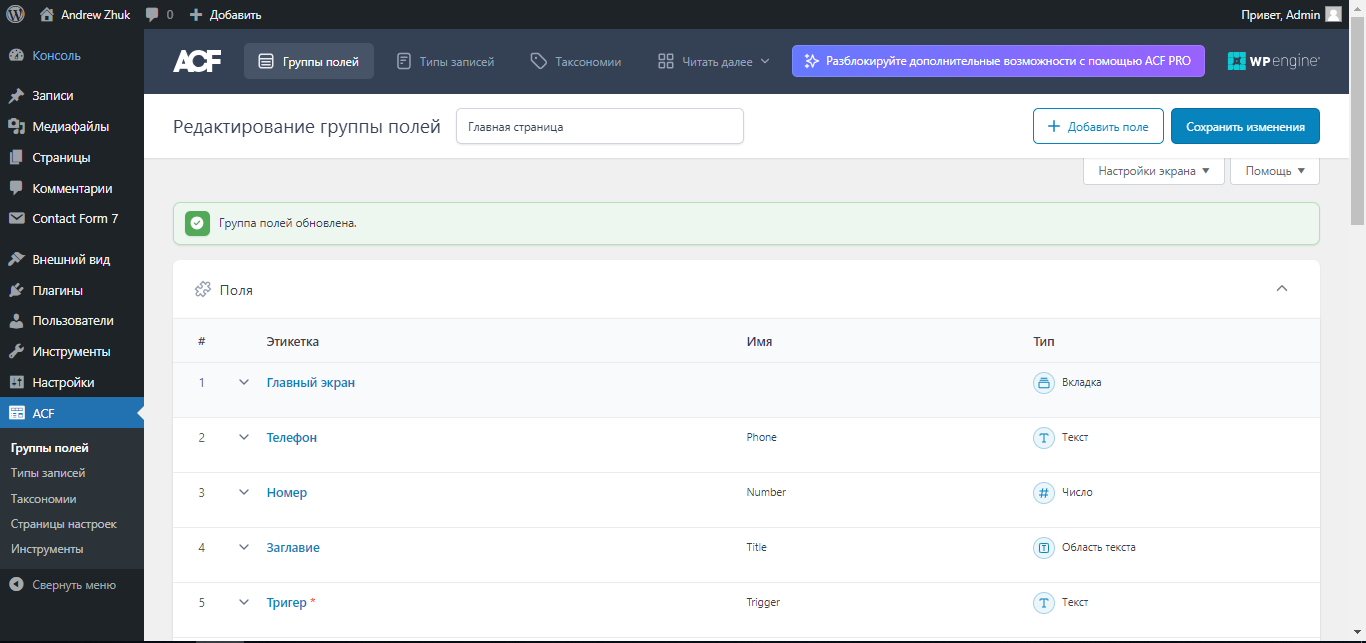 Andrew Zhuk 0 Добавить Привет, Admin
Консоль
Записи
Медиафайлы
Страницы
Комментарии
Contact Form 7
Внешний вид
Плагины
Пользователи
Инструменты
Настройки
ACF
Группы полей
Типы записей
Таксономии
Страницы настроек
Инструменты
Свернуть меню
ACF Группы полей Типы записей Таксономии Читать далее Разблокируйте дополнительные возможности с помощью ACF PRO WP engine
Редактирование группы полей Главная страница + Добавить поле Сохранить изменения
Настройки экрана Помощь
Группа полей обновлена.
Поля
# Этикетка Имя Тип
1 Главный экран Вкладка
2 Телефон Phone Текст
3 Номер Number Число
4 Заглавие Title Область текста
5 Тригер * Trigger Текст